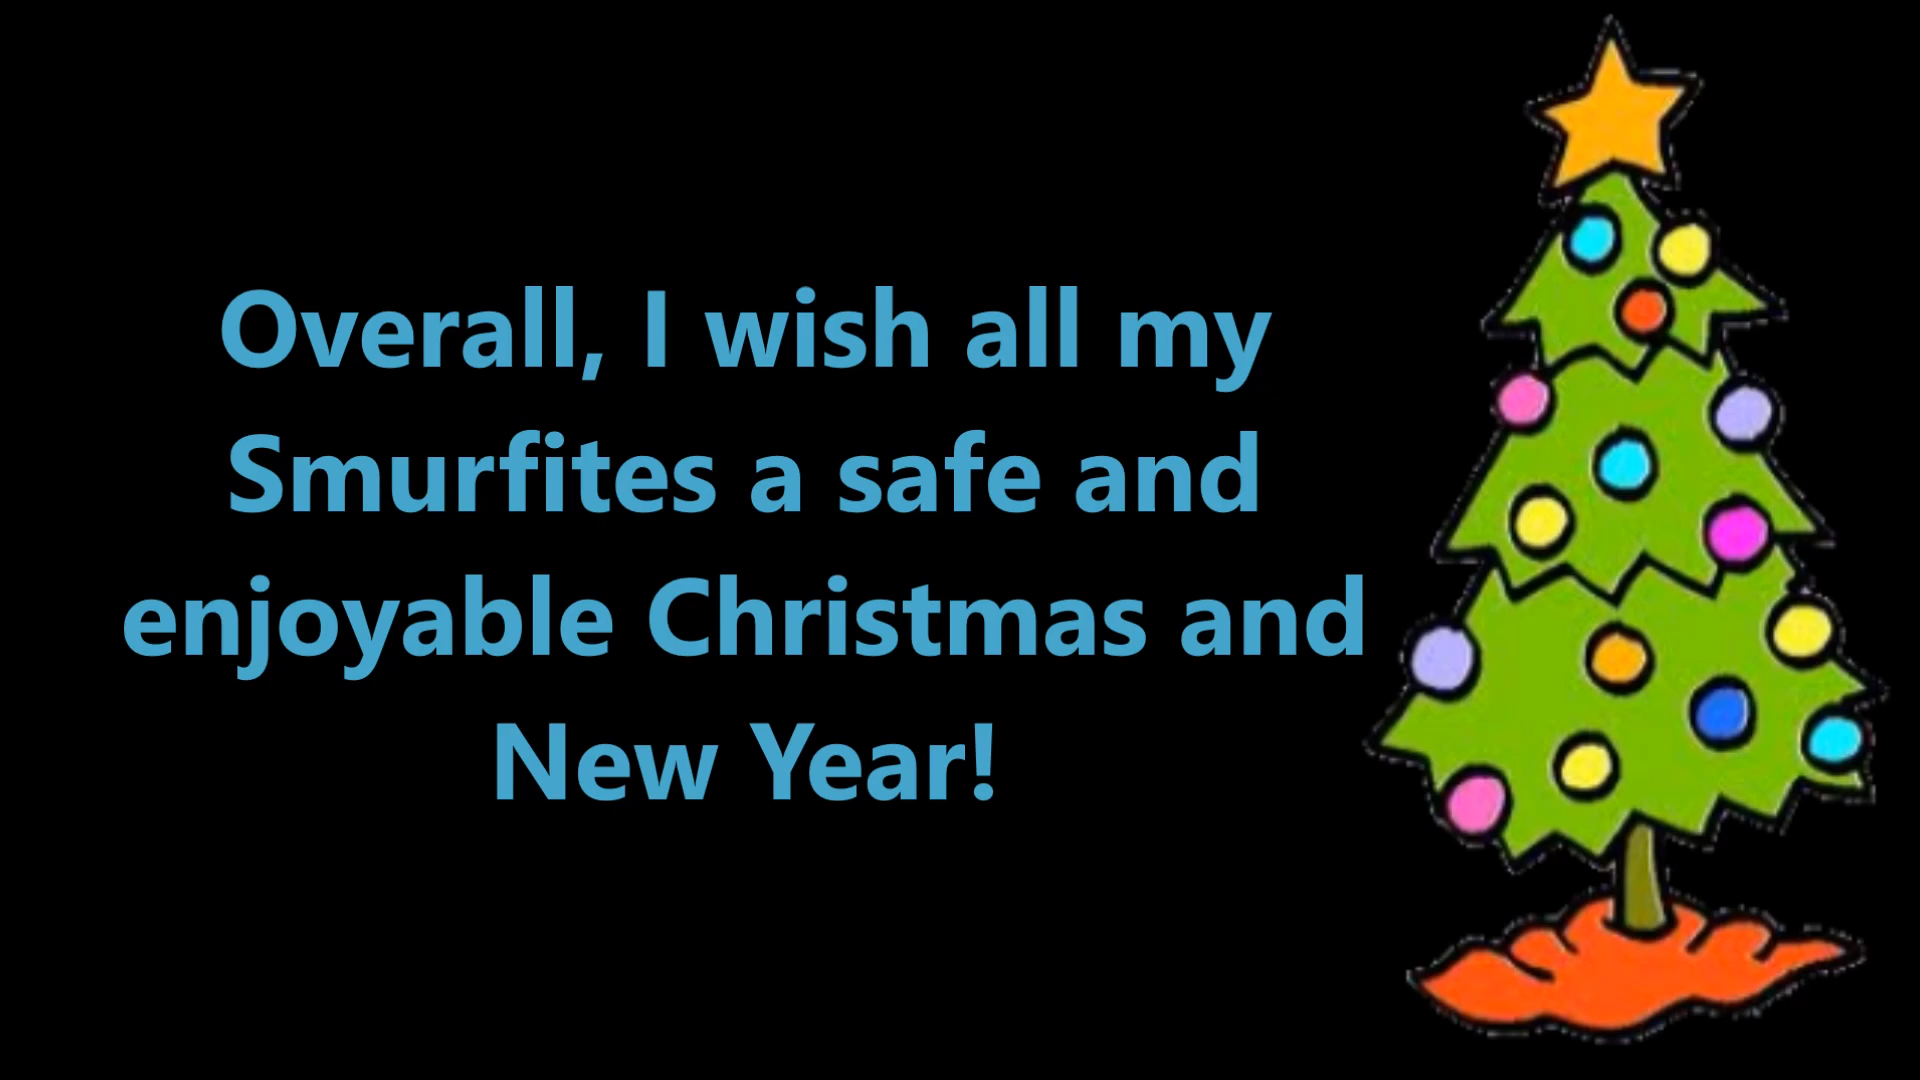 Overall, I wish all my
Smurfites a safe and
enjoyable Christmas and
New Year!